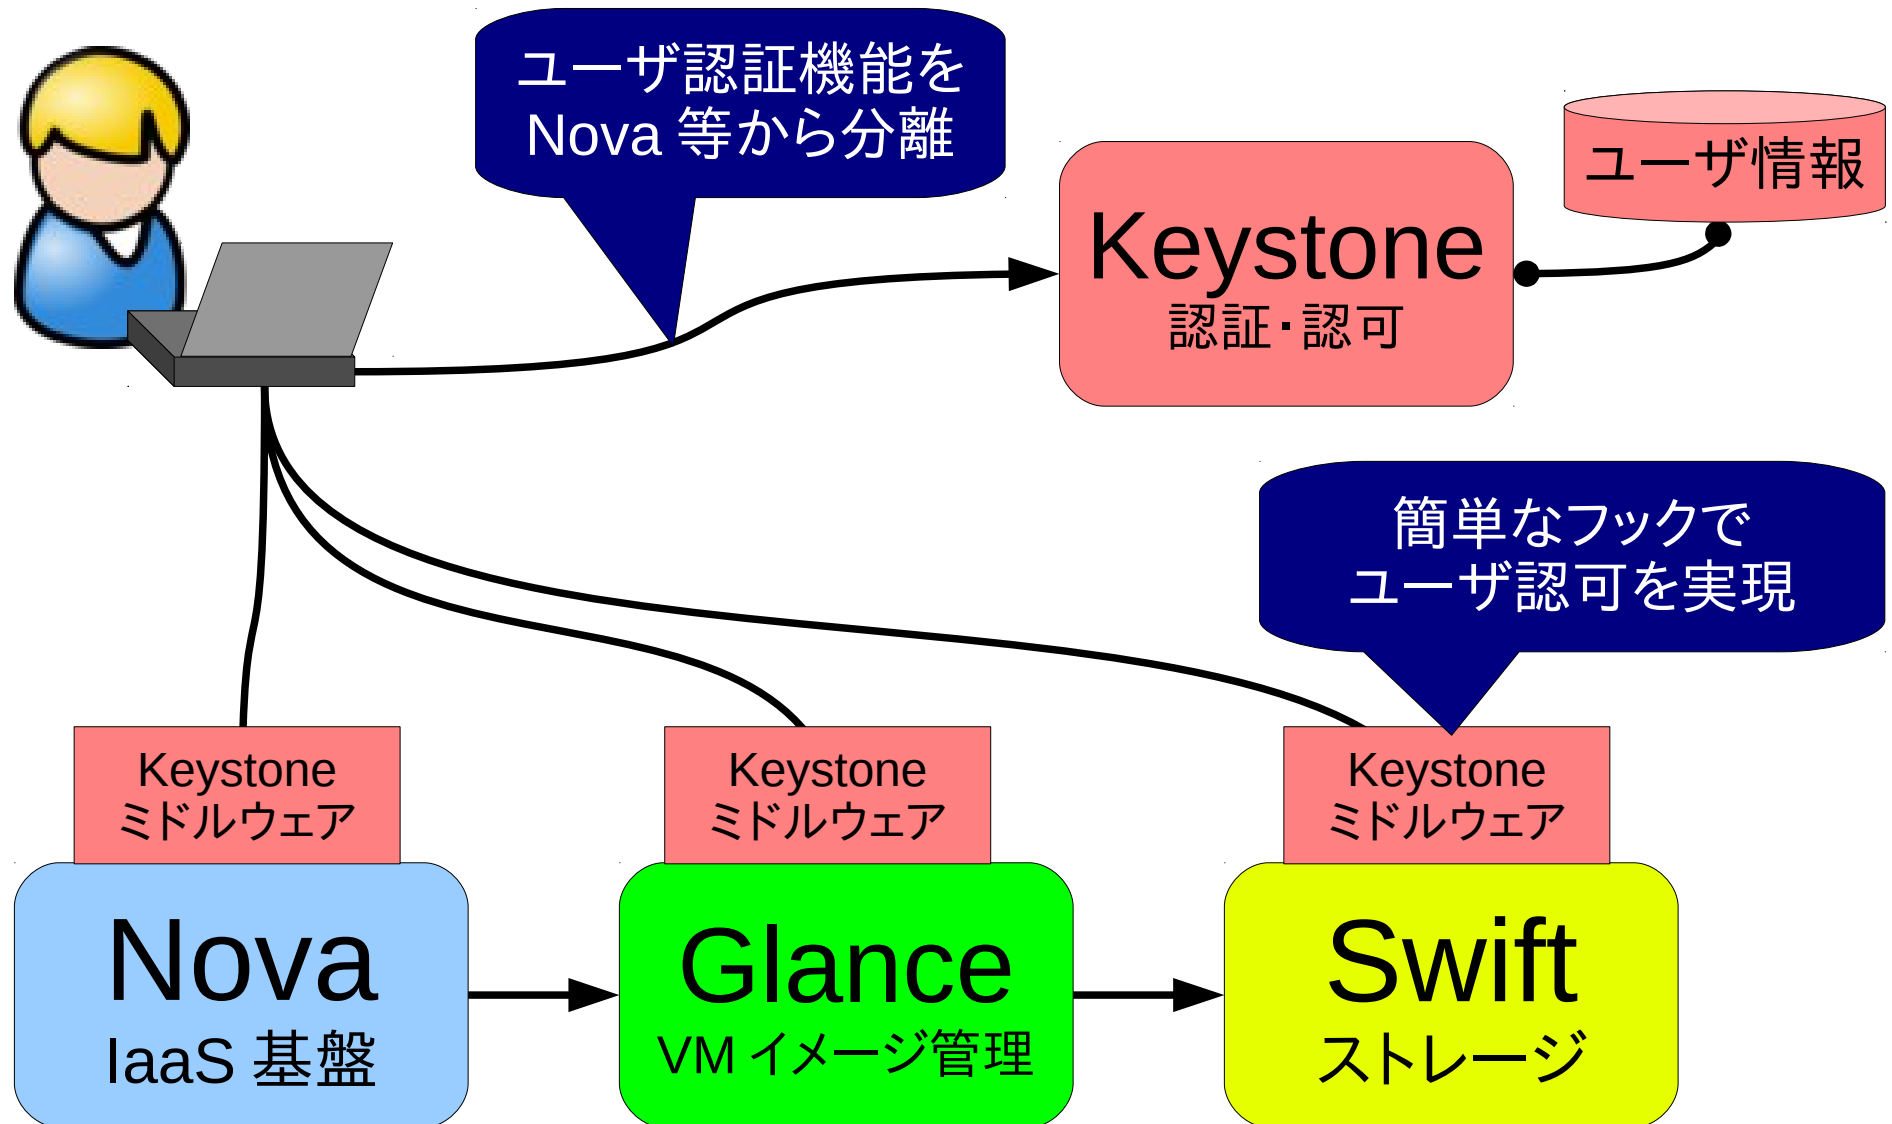 ユーザ認証機能を
Nova 等から分離
ユーザ情報
Keystone
認証・認可
簡単なフックで
ユーザ認可を実現
Keystone
ミドルウェア
Keystone
ミドルウェア
Keystone
ミドルウェア
Nova
IaaS 基盤
Glance
VM イメージ管理
Swift
ストレージ